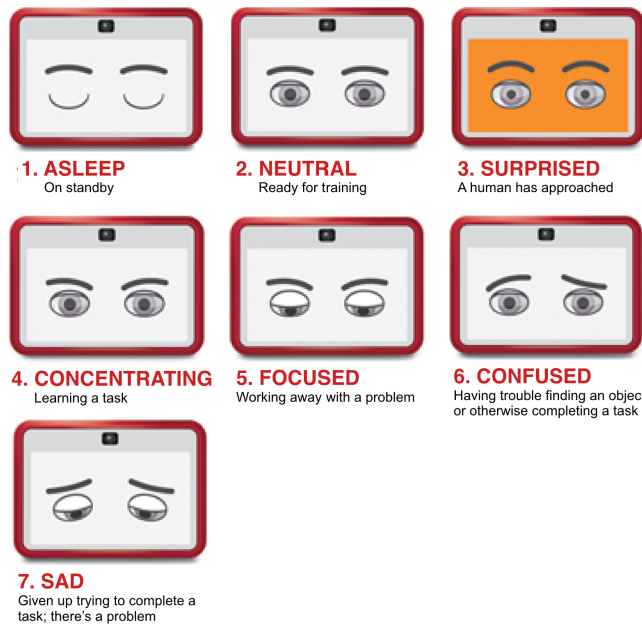 1. ASLEEP
On standby
2. NEUTRAL
Ready for training
3. SURPRISED
A human has approached
4. CONCENTRATING
Learning a task
5. FOCUSED
Working away with a problem
6. CONFUSED
Having trouble finding an objec
or otherwise completing a task
7. SAD
Given up trying to complete a
task; there's a problem